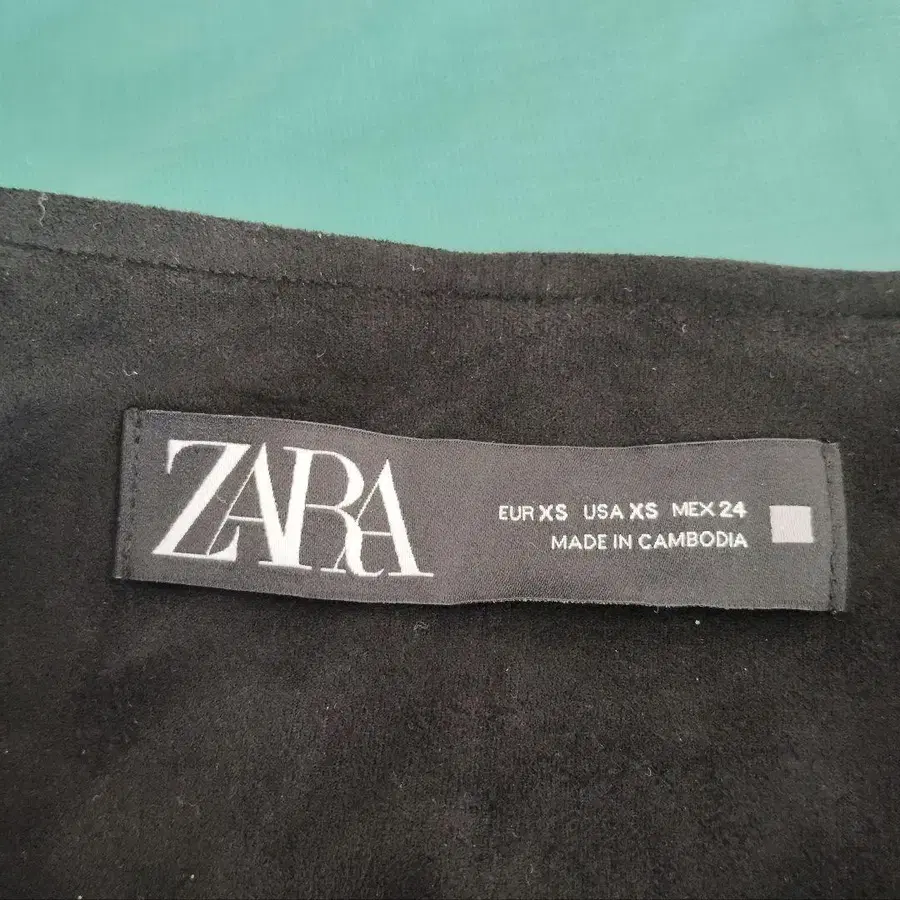 ZARA
EUR XS USA XS MEX 24
MADE IN CAMBODIA